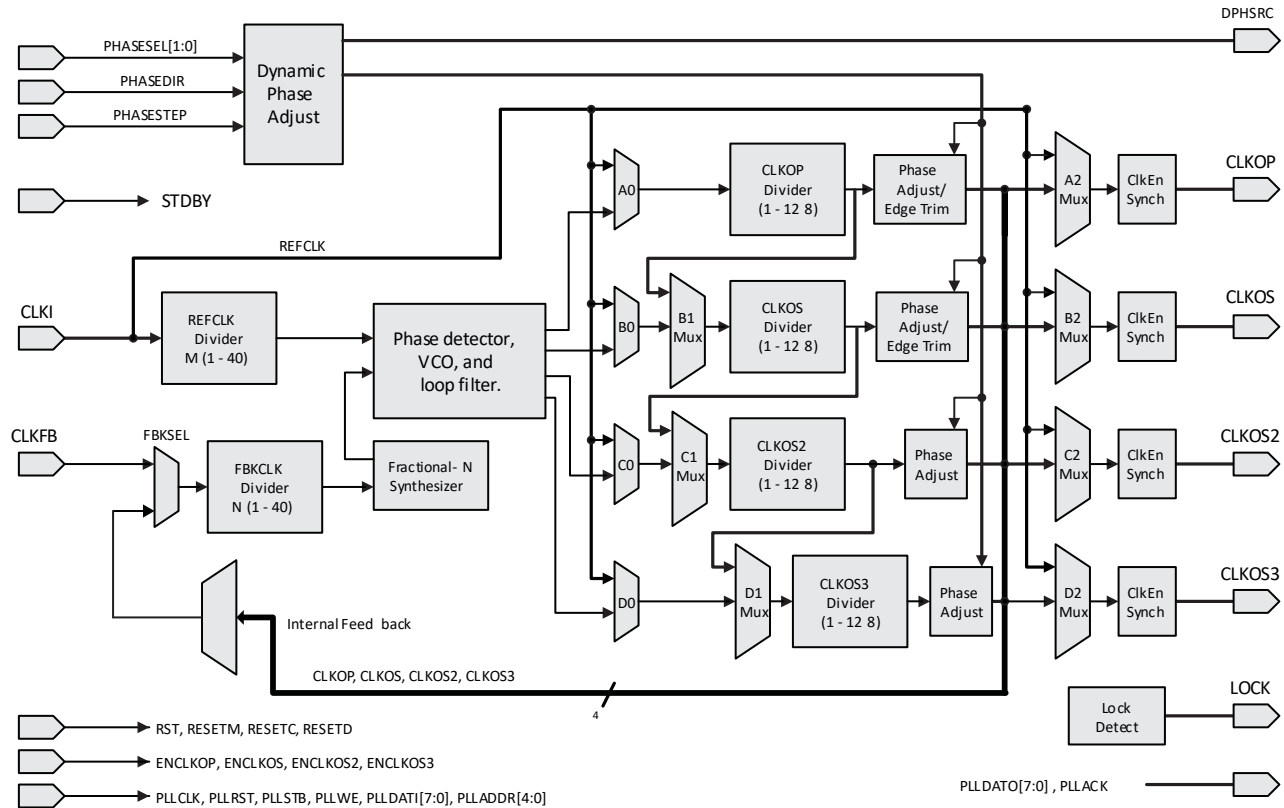 DPHSRC
PHASESEL[1:0]
PHASEDIR
PHASESTEP
Dynamic
Phase
Adjust
STDBY
REFCLK
CLKI
REFCLK
Divider
M (1 - 40)
Phase detector,
VCO, and
loop filter.
CLKFB
FBKSEL
FBKCLK
Divider
N (1 - 40)
Fractional- N
Synthesizer
A0
CLKOP
Divider
(1 - 12 8)
Phase
Adjust/
Edge Trim
A2
Mux
ClkEn
Synch
CLKOP
B0
B1
Mux
CLKOS
Divider
(1 - 12 8)
Phase
Adjust/
Edge Trim
B2
Mux
ClkEn
Synch
CLKOS
C0
C1
Mux
CLKOS2
Divider
(1 - 12 8)
Phase
Adjust
C2
Mux
ClkEn
Synch
CLKOS2
D0
D1
Mux
CLKOS3
Divider
(1 - 12 8)
Phase
Adjust
D2
Mux
ClkEn
Synch
CLKOS3
Internal Feed back
CLKOP, CLKOS, CLKOS2, CLKOS3
4
Lock
Detect
LOCK
RST, RESETM, RESETC, RESETD
ENCLKOP, ENCLKOS, ENCLKOS2, ENCLKOS3
PLLCLK, PLLRST, PLLSTB, PLLWE, PLLDATI[7:0], PLLADDR[4:0]
PLLDATO[7:0] , PLLACK